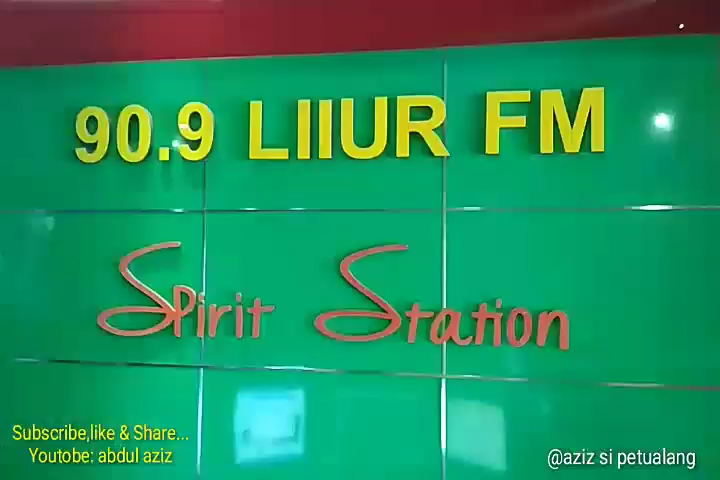 90.9 LIIUR FM
Spirit Station
Subscribe,like & Share...
Youtobe: abdul aziz
@aziz si petualang